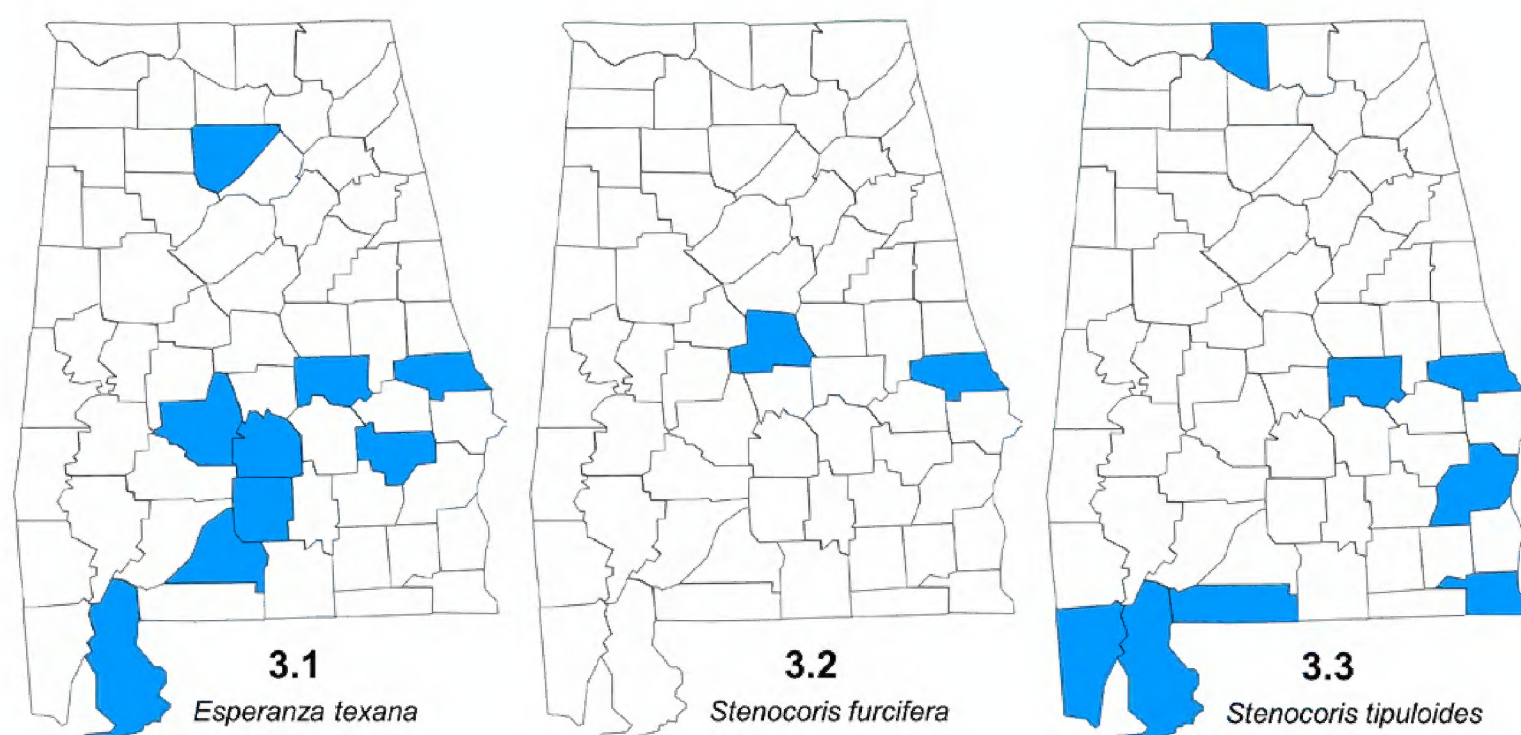 3.1
Esperanza texana
3.2
Stenocoris furcifera
3.3
Stenocoris tipuloides